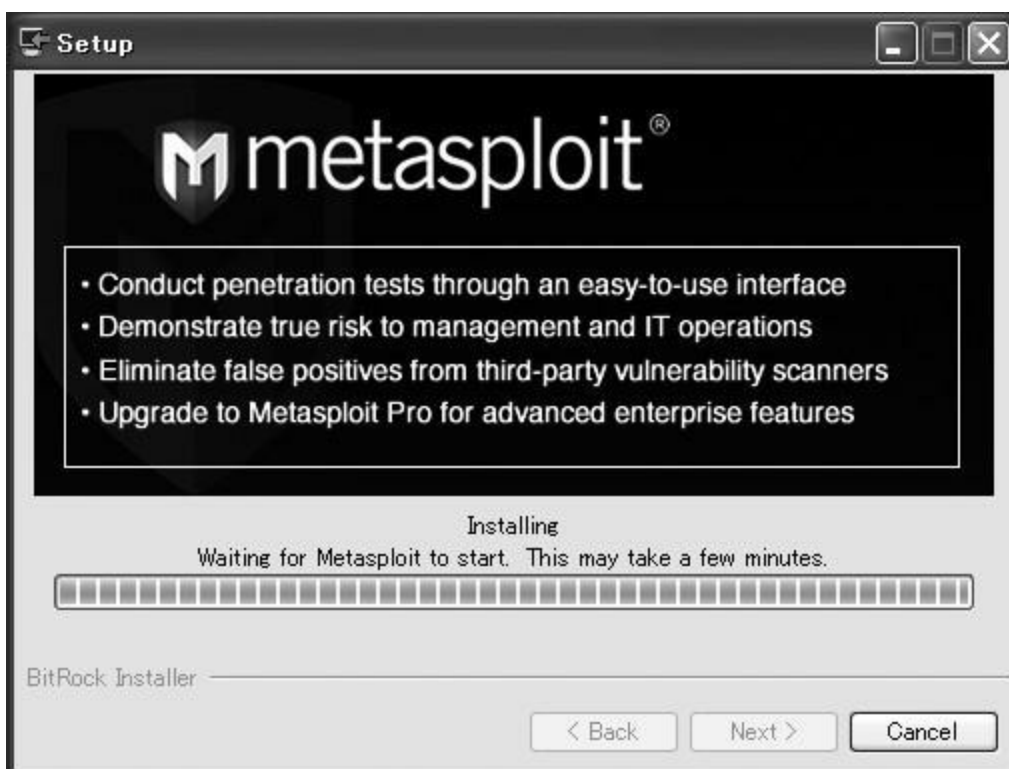 Setup
metasploit®
• Conduct penetration tests through an easy-to-use interface
• Demonstrate true risk to management and IT operations
• Eliminate false positives from third-party vulnerability scanners
• Upgrade to Metasploit Pro for advanced enterprise features
Installing
Waiting for Metasploit to start. This may take a few minutes.
BitRock Installer
< Back Next > Cancel